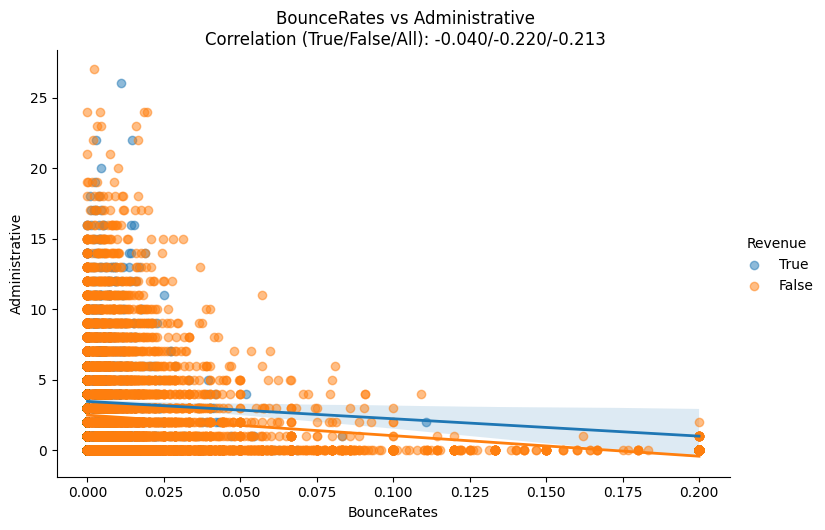 BounceRates vs Administrative
Correlation (True/False/All): -0.040/-0.220/-0.213
Administrative
25
20
15
10
5
0
Revenue
True
False
0.000 0.025 0.050 0.075 0.100 0.125 0.150 0.175 0.200
BounceRates